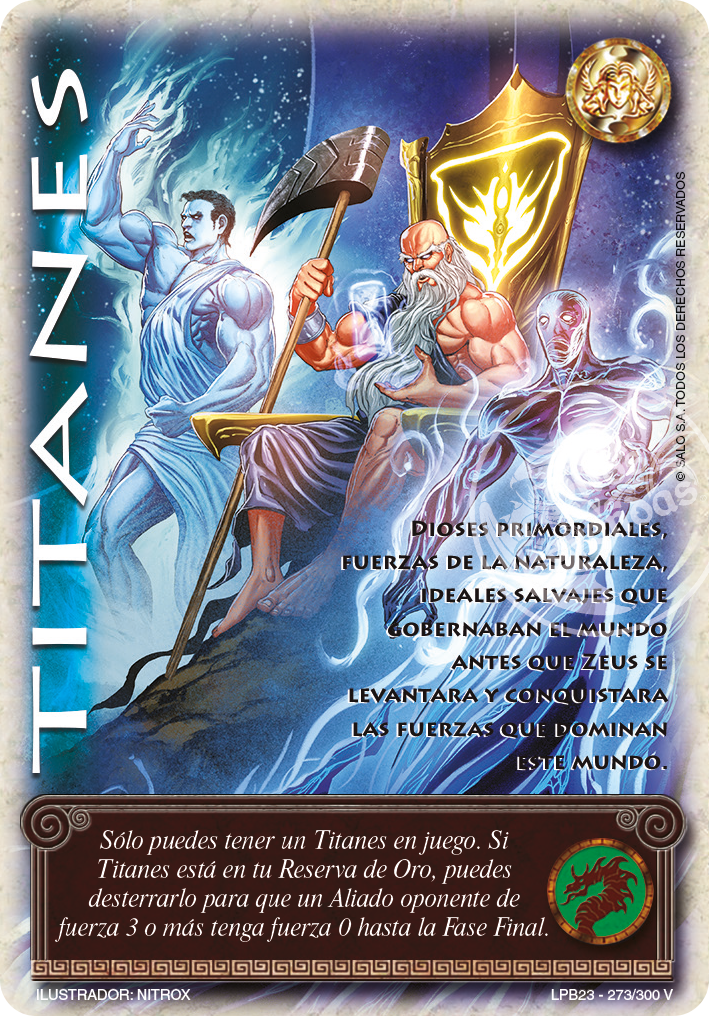 TITANES
© SALO S.A. TODOS LOS DERECHOS RESERVADOS
DIOSES PRIMORDIALES,
FUERZAS DE LA NATURALEZA,
IDEALES SALVAJES QUE
GOBERNABAN EL MUNDO
ANTES QUE ZEUS SE
LEVANTARA Y CONQUISTARA
LAS FUERZAS QUE DOMINAN
ESTE MUNDO.
Sólo puedes tener un Titanes en juego. Si
Titanes está en tu Reserva de Oro, puedes
desterrarlo para que un Aliado oponente de
fuerza 3 o más tenga fuerza 0 hasta la Fase Final.
ILUSTRADOR: NITROX
LPB23 - 273/300 V